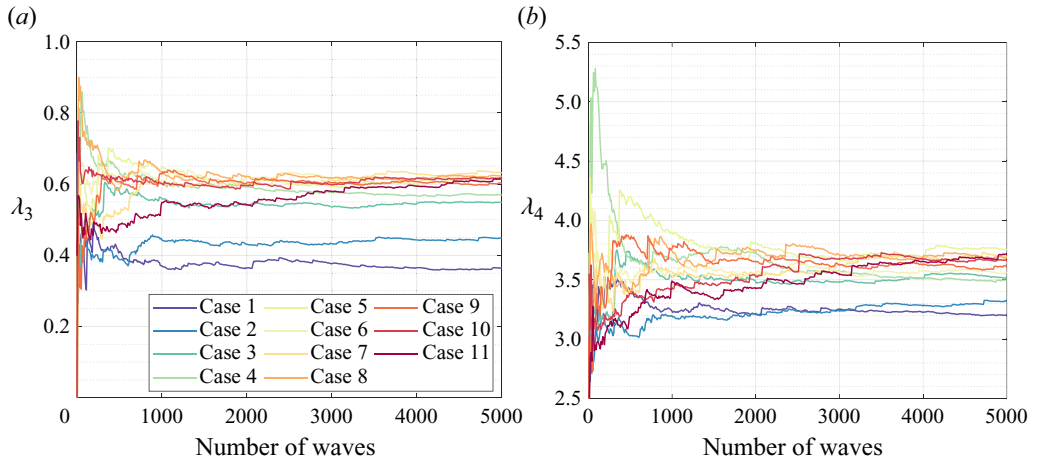 (a)
(b)
1.0
0.8
0.6
0.4
0.2
0
λ3
Case 1
Case 2
Case 3
Case 4
Case 5
Case 6
Case 7
Case 8
Case 9
Case 10
Case 11
1000 2000 3000 4000 5000
Number of waves
5.5
5.0
4.5
4.0
3.5
3.0
2.5
λ4
0 1000 2000 3000 4000 5000
Number of waves